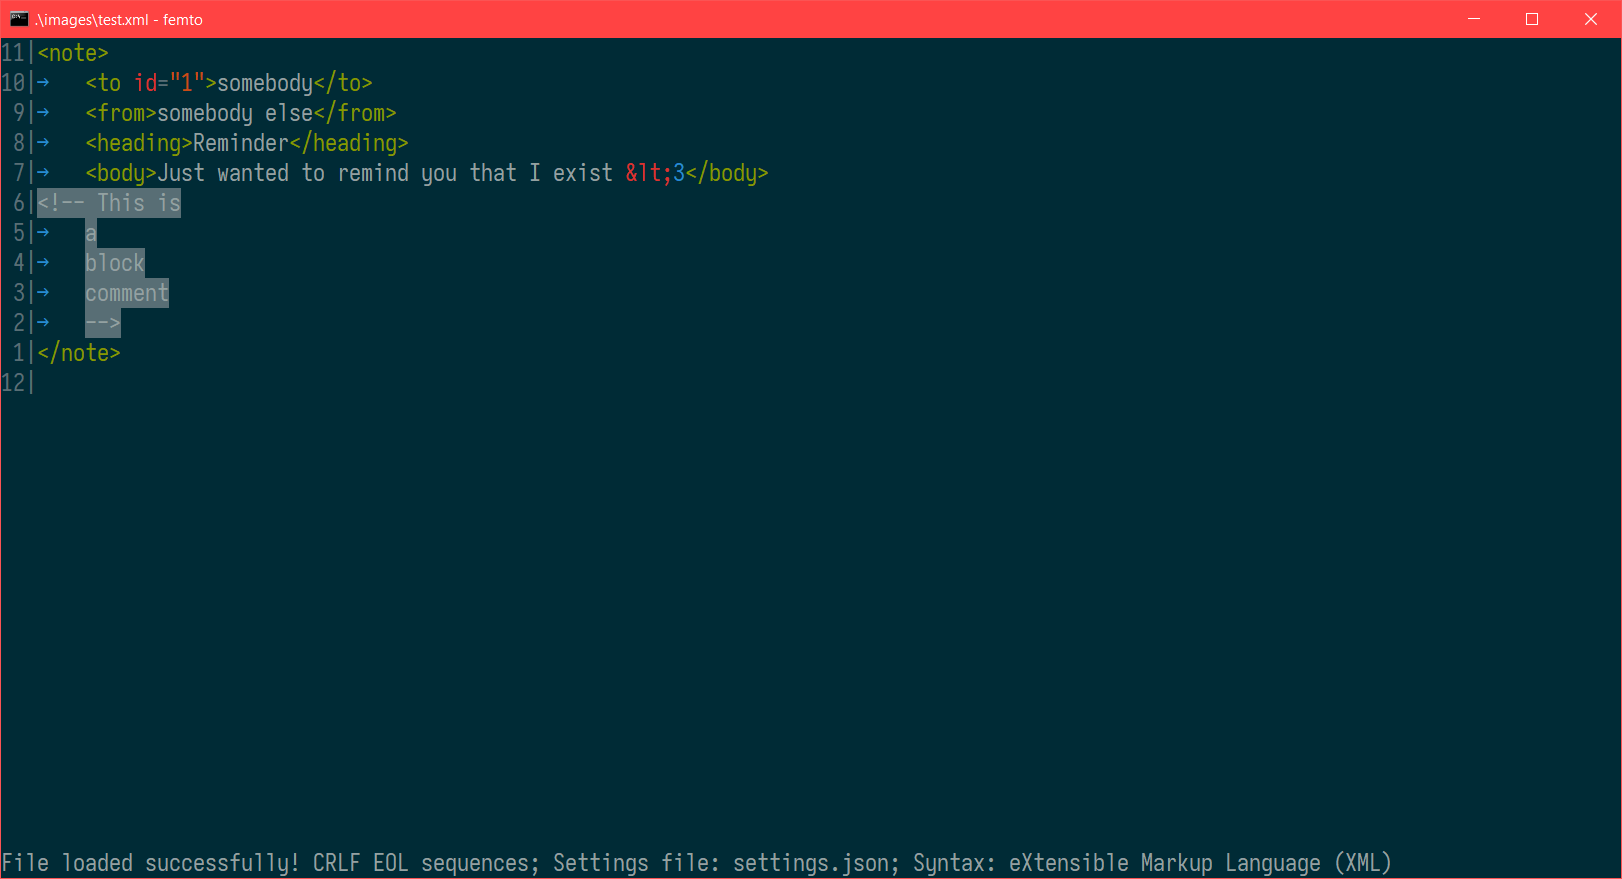 .\images\test.xml - femto
11|<note>
10|→   <to id="1">somebody</to>
 9|→   <from>somebody else</from>
 8|→   <heading>Reminder</heading>
 7|→   <body>Just wanted to remind you that I exist &lt;3</body>
 6|<!-- This is
 5|→   a
 4|→   block
 3|→   comment
 2|→   -->
 1|</note>
12|
File loaded successfully! CRLF EOL sequences; Settings file: settings.json; Syntax: eXtensible Markup Language (XML)